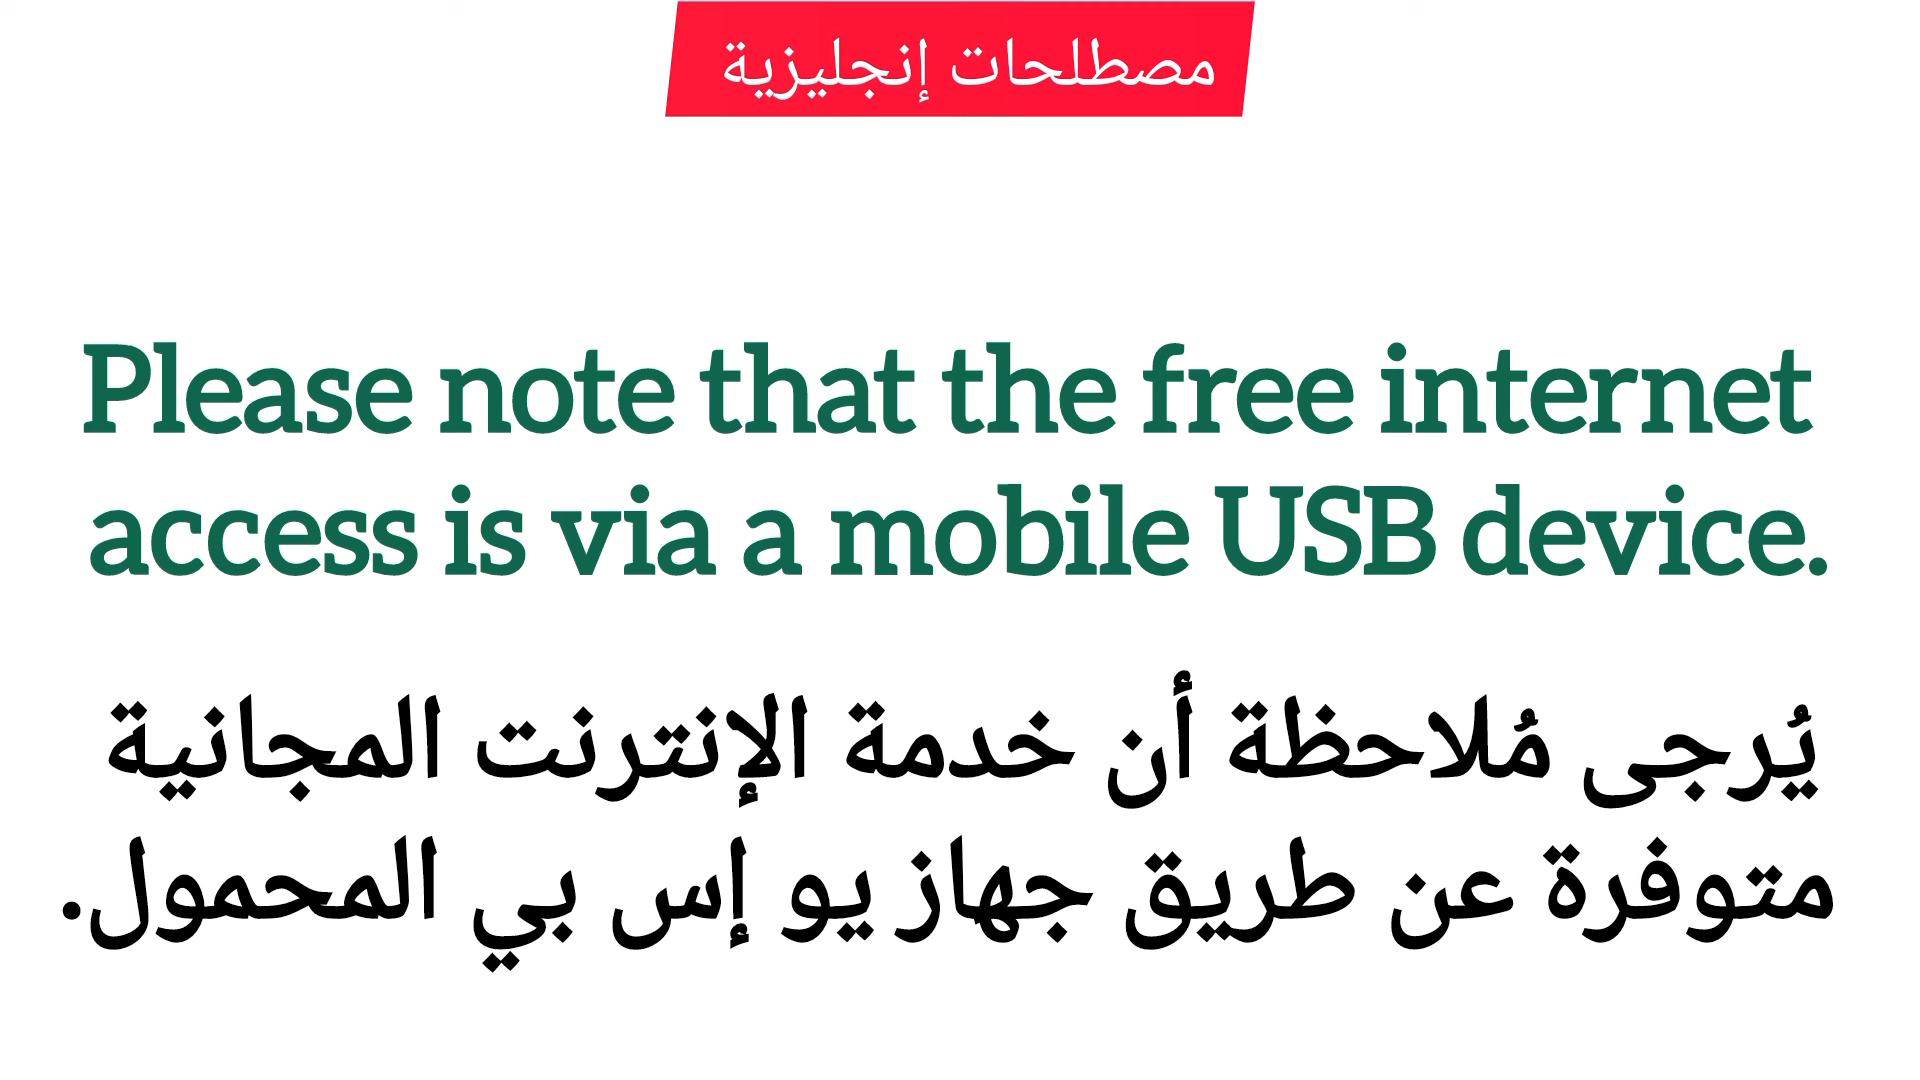 مصطلحات إنجليزية
Please note that the free internet
access is via a mobile USB device.
يُرجى مُلاحظة أن خدمة الإنترنت المجانية
متوفرة عن طريق جهاز يو إس بي المحمول.